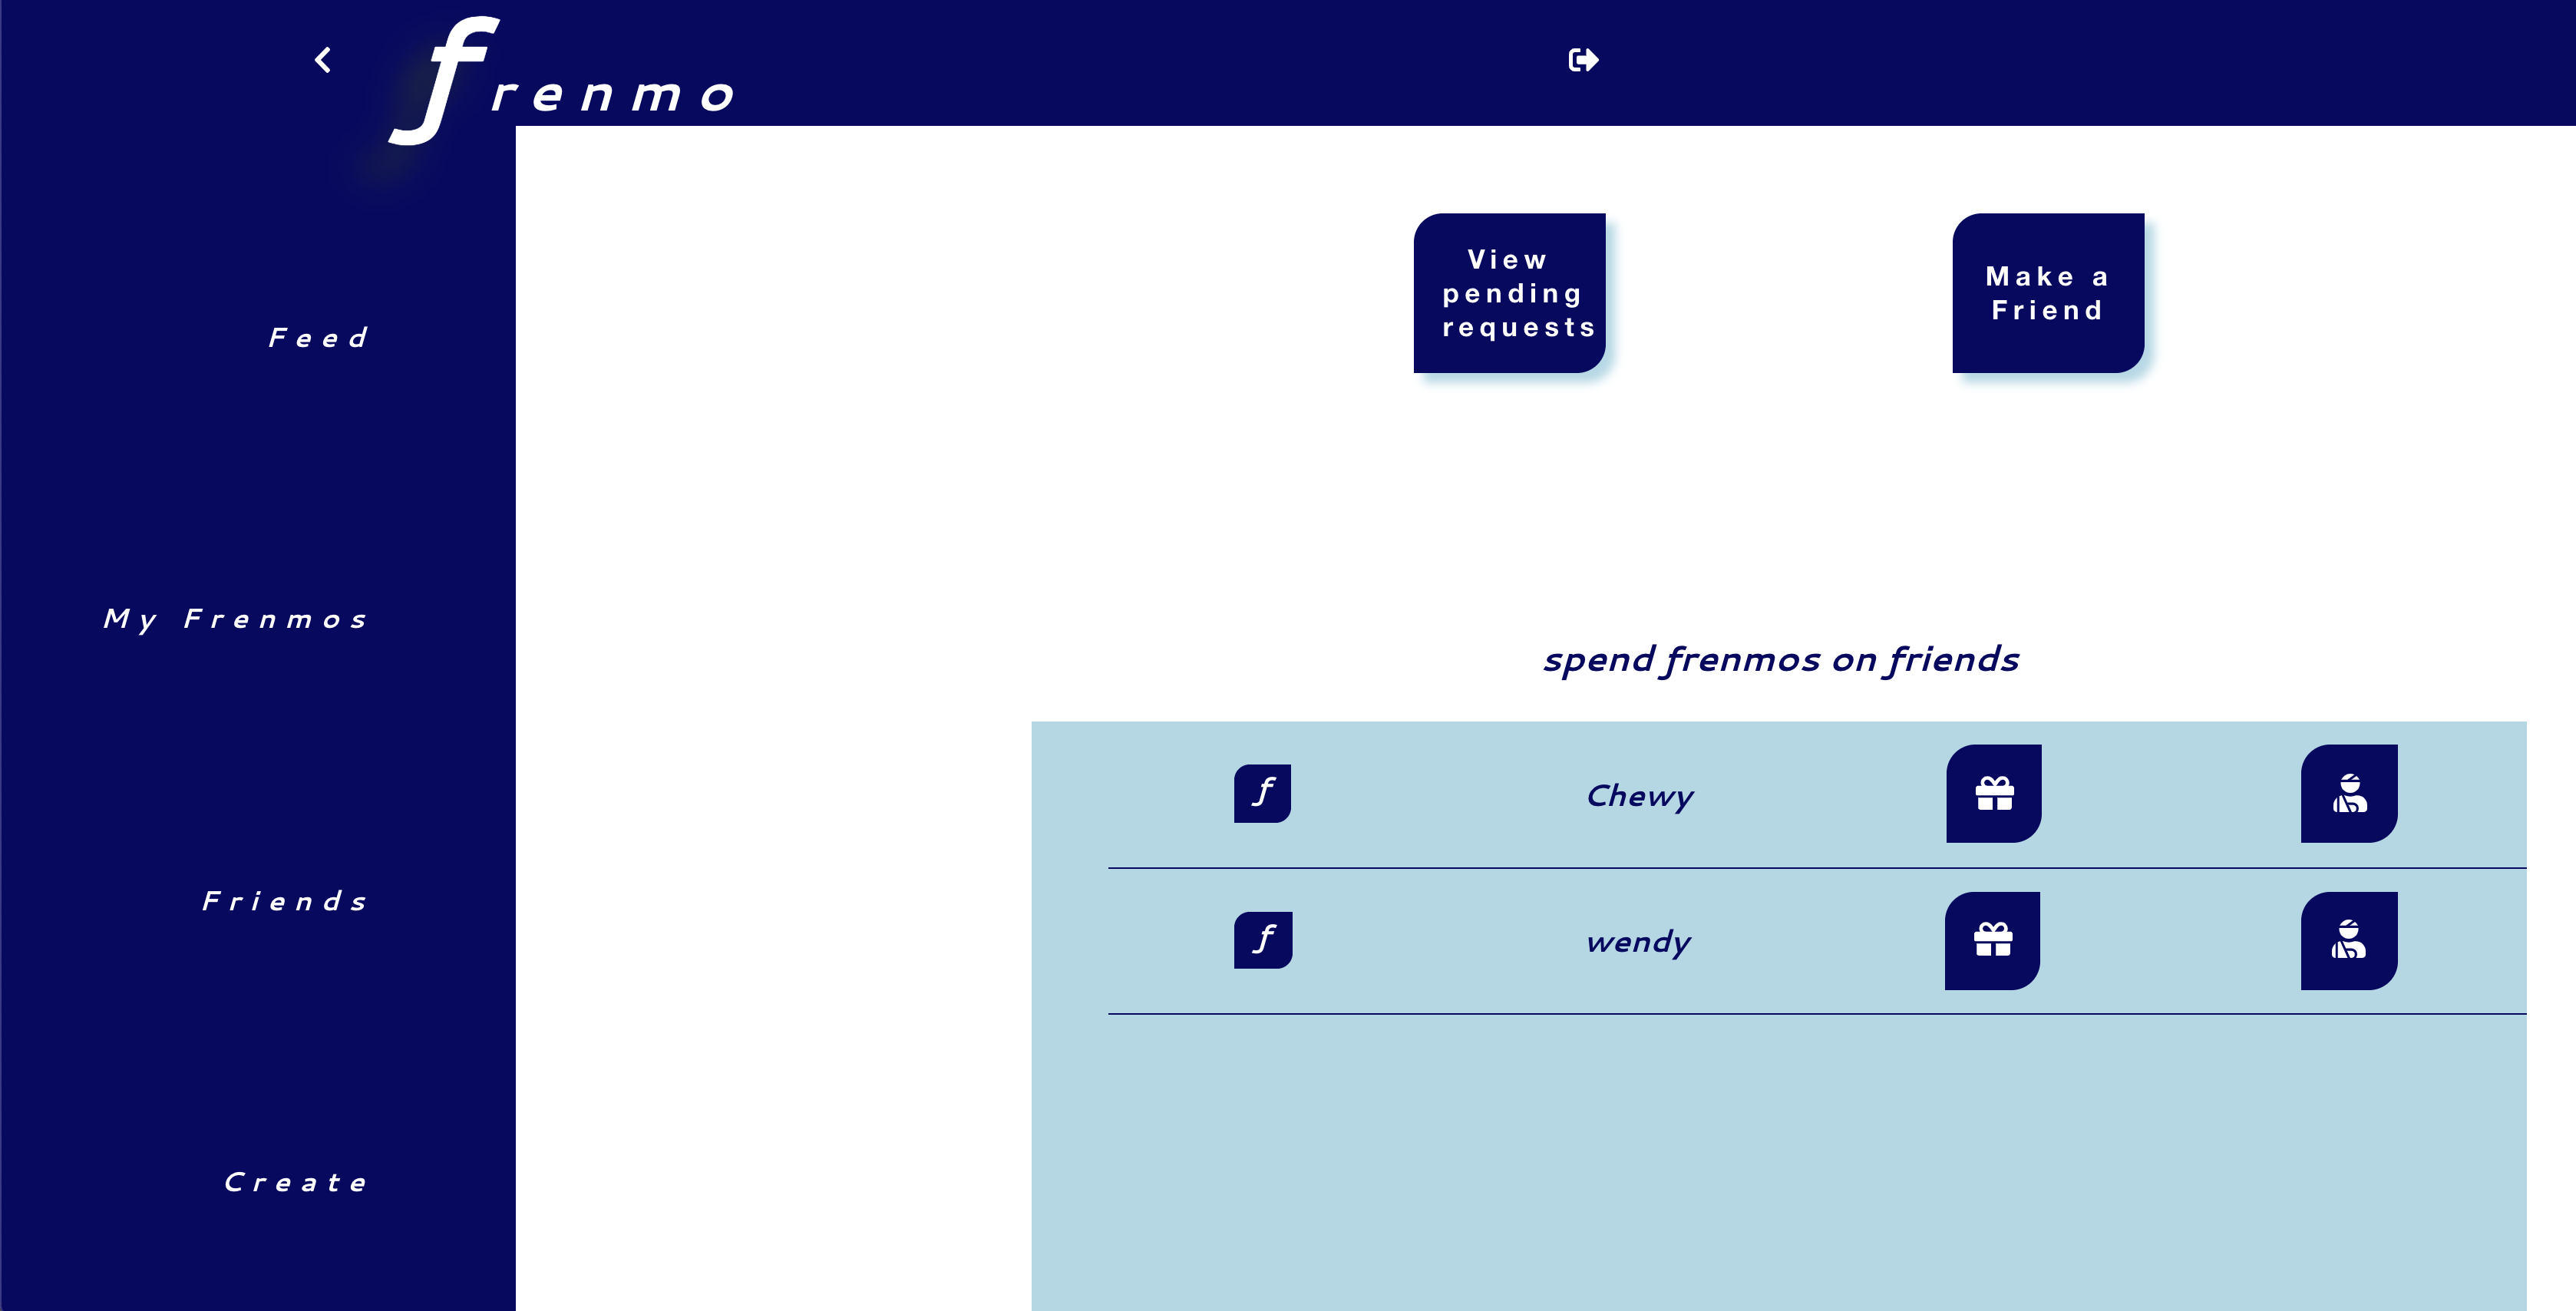 frenmo
View
pending
requests
Make a
Friend
Feed
My Frenmos
Friends
Create
spend frenmos on friends
f
Chewy
f
wendy